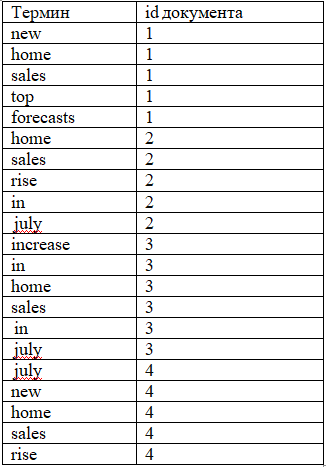 Термин id документа
new 1
home 1
sales 1
top 1
forecasts 1
home 2
sales 2
rise 2
in 2
july 2
increase 3
in 3
home 3
sales 3
in 3
july 3
july 4
new 4
home 4
sales 4
rise 4